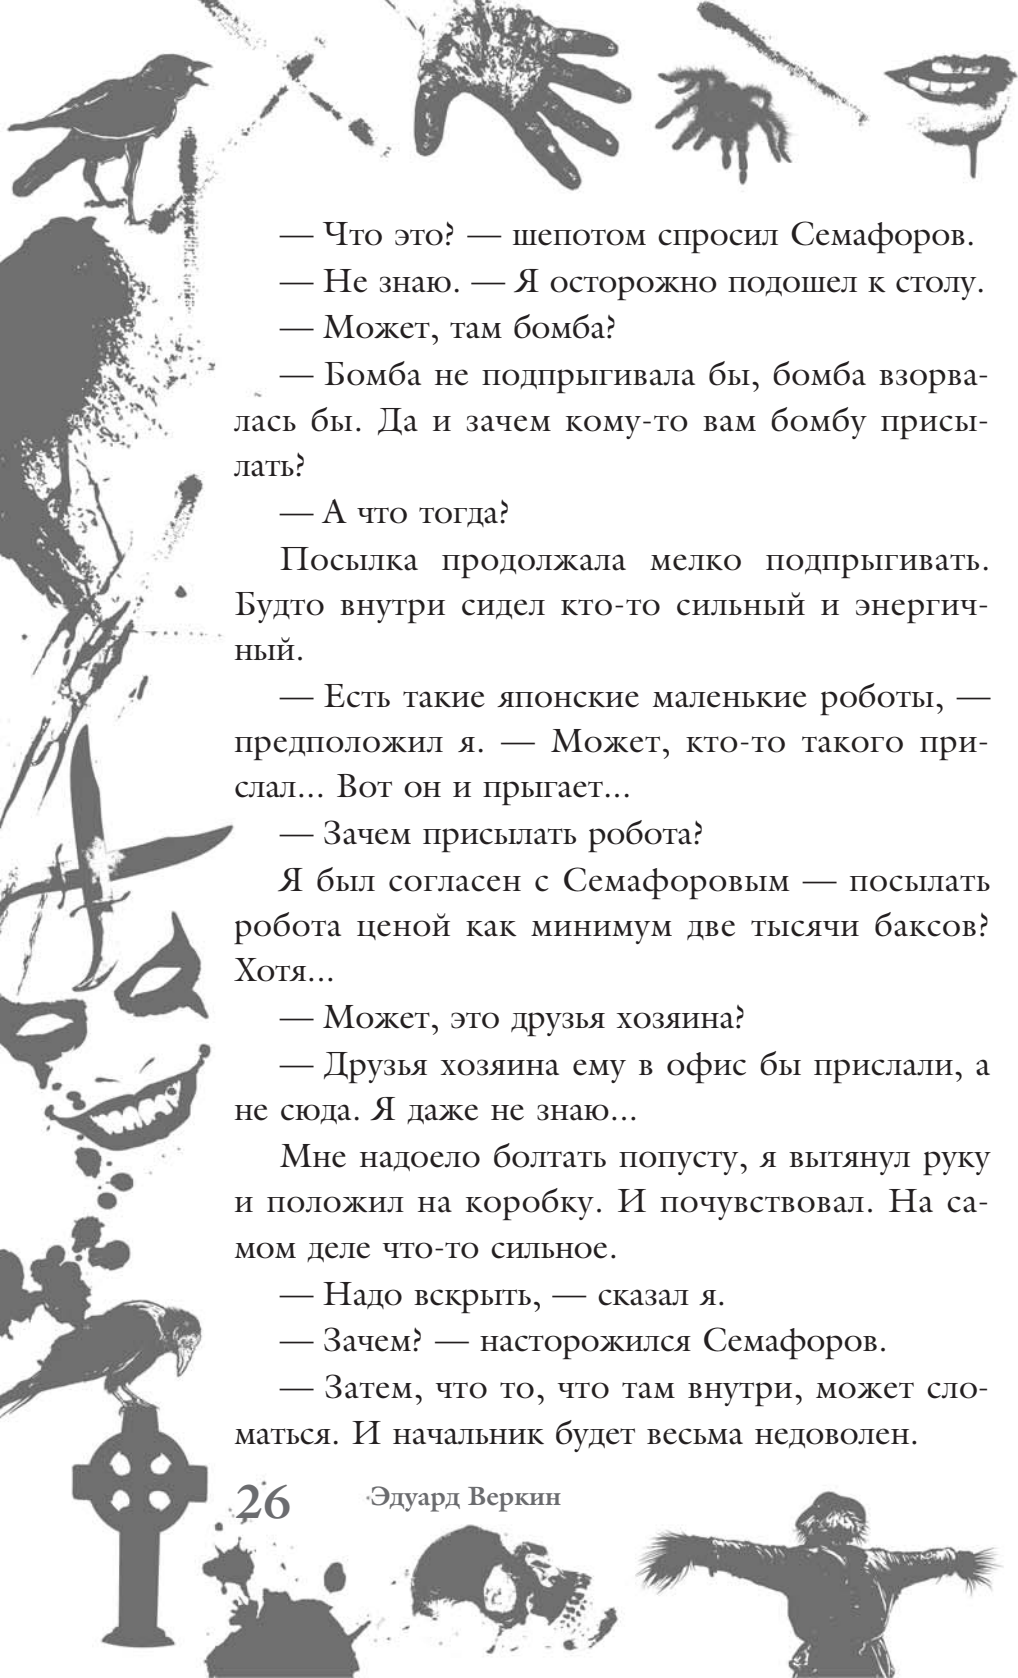 — Что это? — шепотом спросил Семафоров.
— Не знаю. — Я осторожно подошел к столу.
— Может, там бомба?
— Бомба не подпрыгивала бы, бомба взорва-
лась бы. Да и зачем кому-то вам бомбу присы-
лать?
— А что тогда?
Посылка продолжала мелко подпрыгивать.
Будто внутри сидел кто-то сильный и энергич-
ный.
— Есть такие японские маленькие роботы, —
предположил я. — Может, кто-то такого при-
слал... Вот он и прыгает...
— Зачем присылать робота?
Я был согласен с Семафоровым — посылать
робота ценой как минимум две тысячи баксов?
Хотя...
— Может, это друзья хозяина?
— Друзья хозяина ему в офис бы прислали, а
не сюда. Я даже не знаю...
Мне надоело болтать попусту, я вытянул руку
и положил на коробку. И почувствовал. На са-
мом деле что-то сильное.
— Надо вскрыть, — сказал я.
— Зачем? — насторожился Семафоров.
— Затем, что то, что там внутри, может сло-
маться. И начальник будет весьма недоволен.
26 Эдуард Веркин